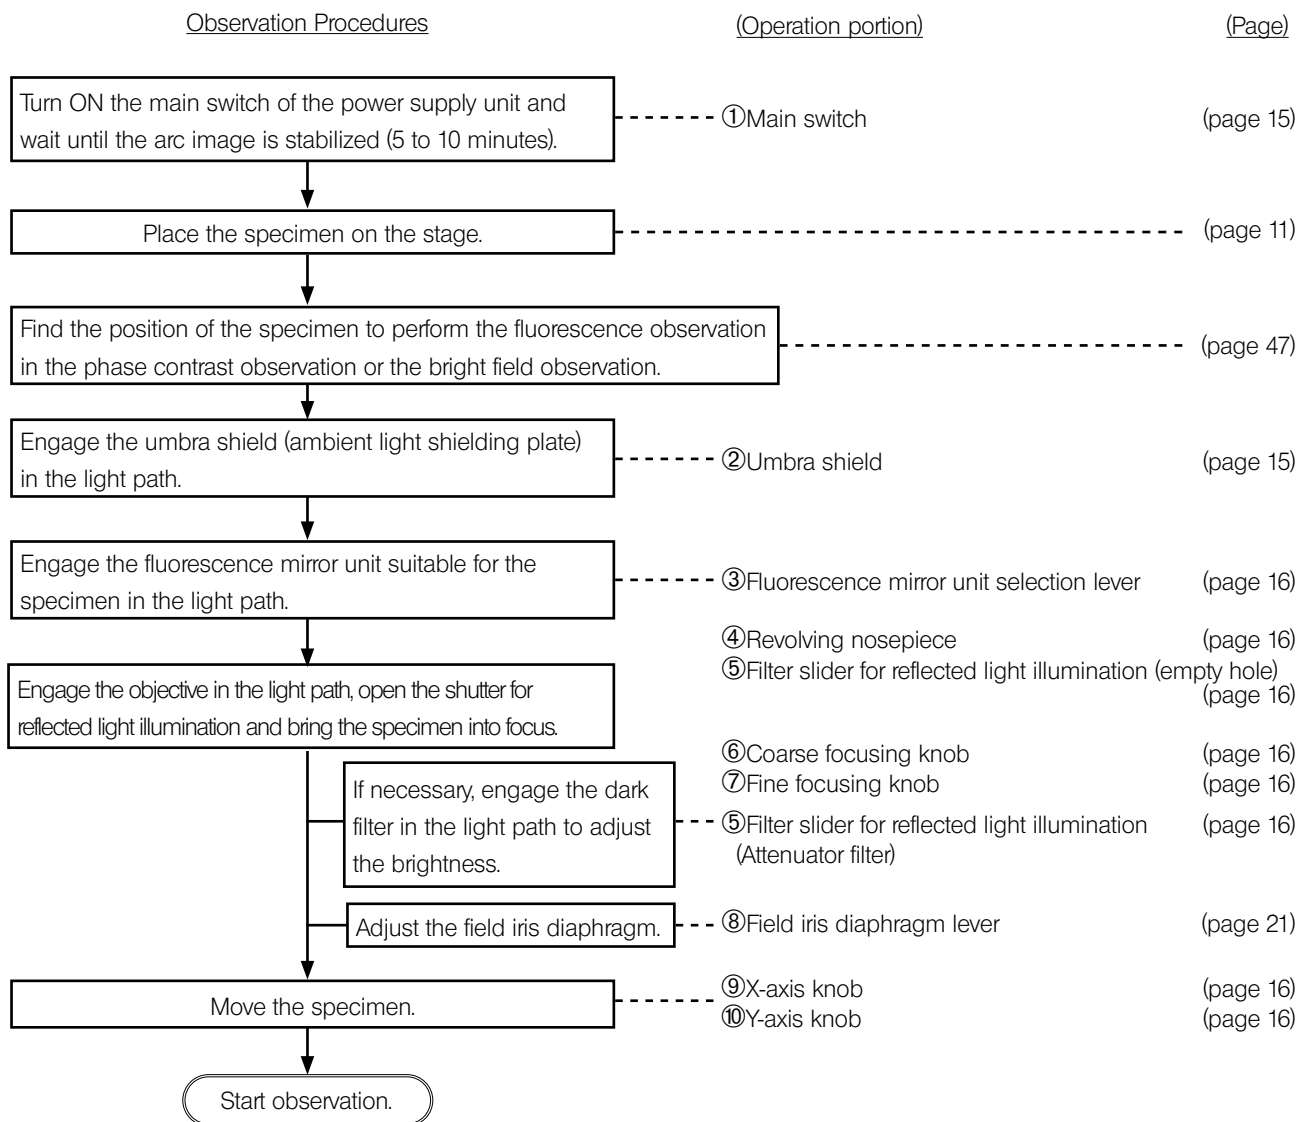 Observation Procedures (Operation portion) (Page)
Turn ON the main switch of the power supply unit and
wait until the arc image is stabilized (5 to 10 minutes).
①Main switch (page 15)
Place the specimen on the stage. (page 11)
Find the position of the specimen to perform the fluorescence observation
in the phase contrast observation or the bright field observation.
(page 47)
Engage the umbra shield (ambient light shielding plate)
in the light path.
②Umbra shield (page 15)
Engage the fluorescence mirror unit suitable for the
specimen in the light path.
③Fluorescence mirror unit selection lever (page 16)
Engage the objective in the light path, open the shutter for
reflected light illumination and bring the specimen into focus.
④Revolving nosepiece (page 16)
⑤Filter slider for reflected light illumination (empty hole)
(page 16)
⑥Coarse focusing knob (page 16)
⑦Fine focusing knob (page 16)
If necessary, engage the dark
filter in the light path to adjust
the brightness.
⑤Filter slider for reflected light illumination (page 16)
(Attenuator filter)
Adjust the field iris diaphragm. ⑧Field iris diaphragm lever (page 21)
Move the specimen.
⑨X-axis knob (page 16)
⑩Y-axis knob (page 16)
Start observation.